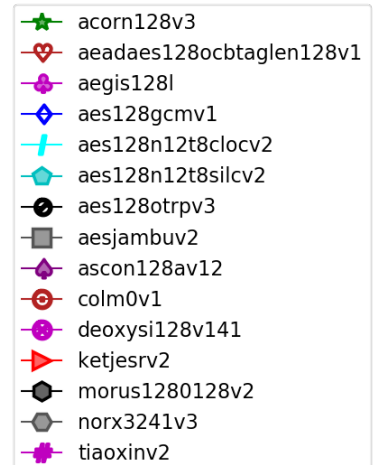 acorn128v3
aeadaes128ocbtaglen128v1
aegis128l
aes128gcmv1
aes128n12t8clocv2
aes128n12t8silcv2
aes128otrpv3
aesjambuv2
ascon128av12
colm0v1
deoxysi128v141
ketjesrv2
morus1280128v2
norx3241v3
tiaoxinv2